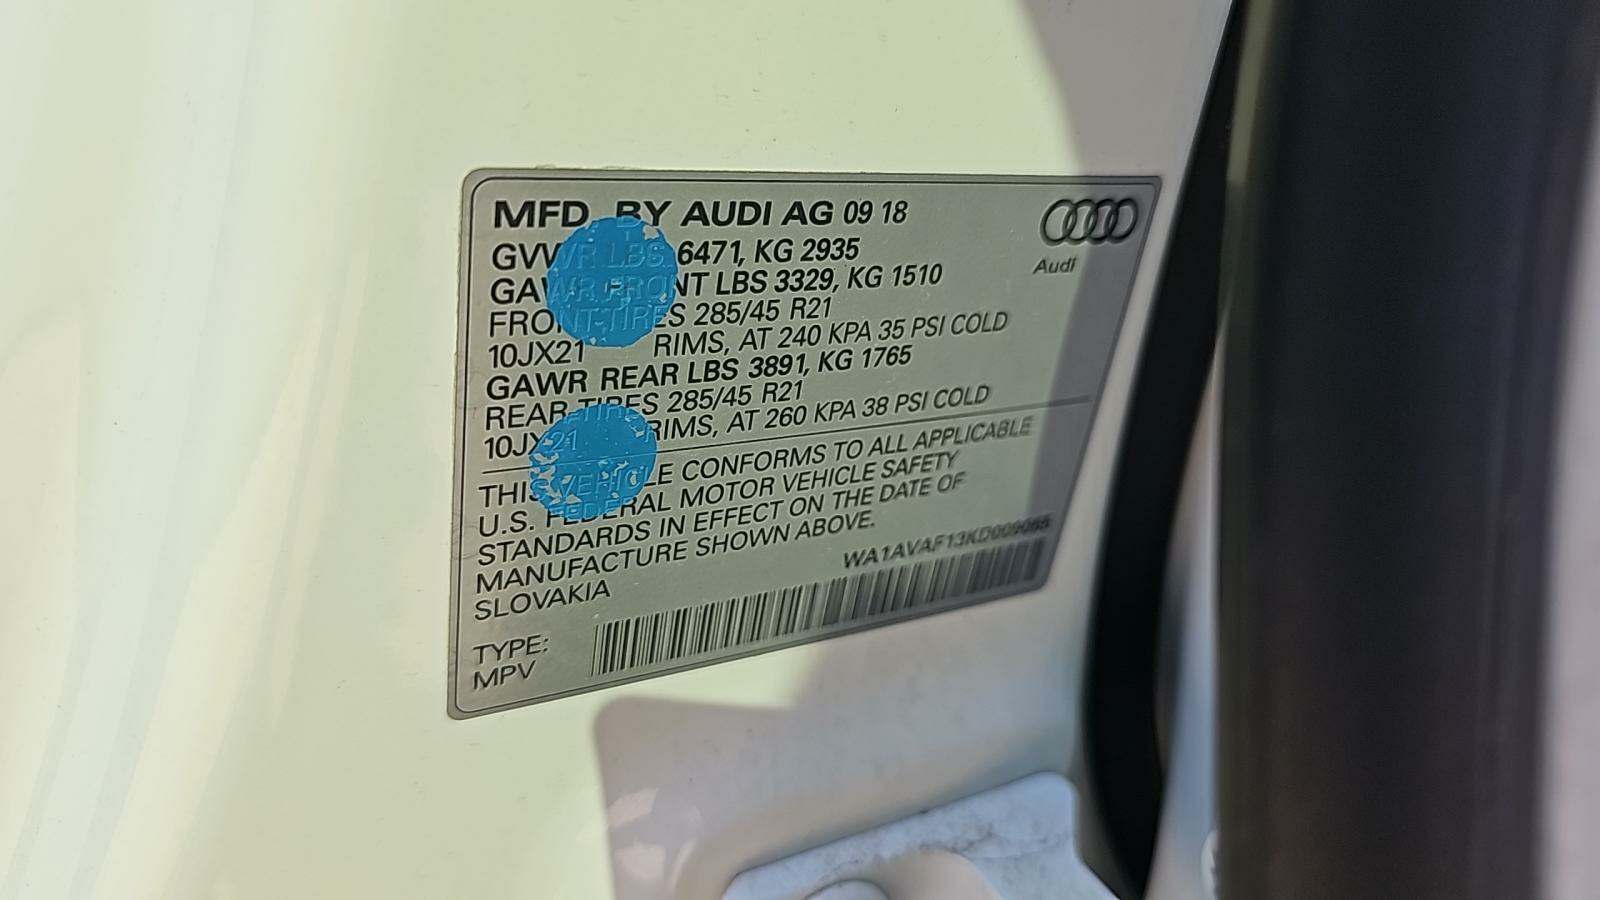 MFD. BY AUDI AG 09 18
GVWR LBS 6471, KG 2935
GAWR FRONT LBS 3329, KG 1510
FRONT TIRES 285/45 R21
10JX21 RIMS, AT 240 KPA 35 PSI COLD
GAWR REAR LBS 3891, KG 1765
REAR TIRES 285/45 R21
10JX21 RIMS, AT 260 KPA 38 PSI COLD
Audi
THIS VEHICLE CONFORMS TO ALL APPLICABLE
U.S. FEDERAL MOTOR VEHICLE SAFETY
STANDARDS IN EFFECT ON THE DATE OF
MANUFACTURE SHOWN ABOVE.
SLOVAKIA
TYPE:
MPV